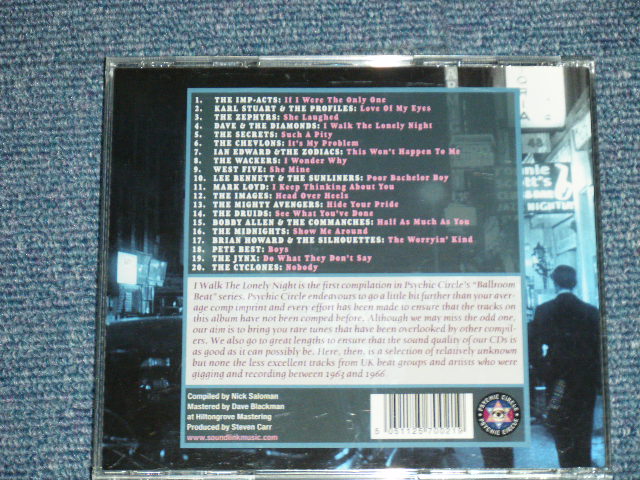 1. THE IMP-ACTS: If I Were The Only One
2. KARL STUART & THE PROFILES: Love Of My Eyes
3. THE ZEPHYRS: She Laughed
4. DAVE & THE DIAMONDS: I Walk The Lonely Night
5. THE SECRETS: Such A Pity
6. THE CHEVLONS: It's My Problem
7. IAN EDWARD &THE ZODIACS: This Won't Happen To Me
8. THE WACKERS: I Wonder Why
9. WEST FIVE: She Mine
10. LEE BENNETT & THE SUNLINERS: Poor Bachelor Boy
11. MARK LOYD: I Keep Thinking About You
12. THE IMAGES: Head Over Heels
13. THE MIGHTY AVENGERS: Hide Your Pride
14. THE DRUIDS: See What You've Done
15. BOBBY ALLEN & THE COMMANCHES: Half As Much As You
16. THE MIDNIGHTS: Show Me Around
17. BRIAN HOWARD & THE SILHOUETTES: The Worryin' Kind
18. PETE BEST: Boys
19. THE JYNX: Do What They Don't Say
20. THE CYCLONES: Nobody
I Walk The Lonely Night is the first compilation in Psychic Circle's "Ballroom
Beat" series. Psychic Circle endeavours to go a little bit further than your aver-
age comp imprint and every effort has been made to ensure that the tracks on
this album have not been comped before. Although we may miss the odd one,
our aim is to bring you rare tunes that have been overlooked by other compil-
ers. We also go to great lengths to ensure that the sound quality of our CDs is
as good as it can possibly be. Here, then, is a selection of relatively unknown
but none the less excellent tracks from UK beat groups and artists who were
gigging and recording between 1963 and 1966.
Compiled by Nick Saloman
Mastered by Dave Blackman
at Hiltongrove Mastering
Produced by Steven Carr
www.soundlinkmusic.com
5 051125 700219
PSYCHIC CIRCLE
PSYCHIC CIRCLE